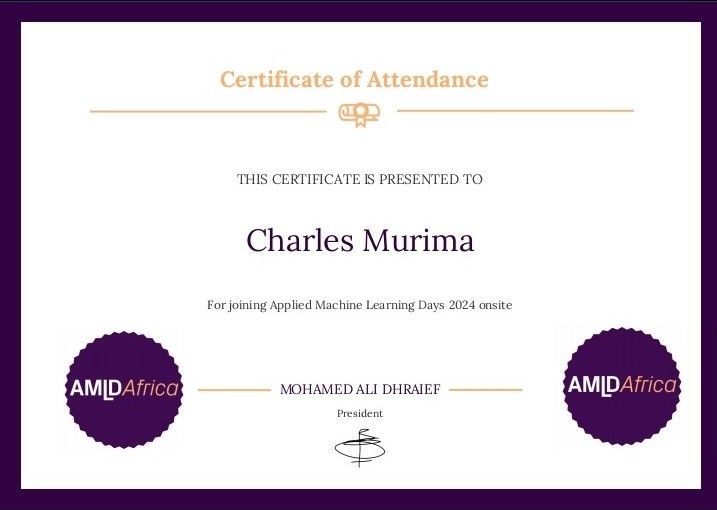 Certificate of Attendance
THIS CERTIFICATE IS PRESENTED TO
Charles Murima
For joining Applied Machine Learning Days 2024 onsite
AMLDAfrica
MOHAMED ALI DHRAIEF
AMLDAfrica
President